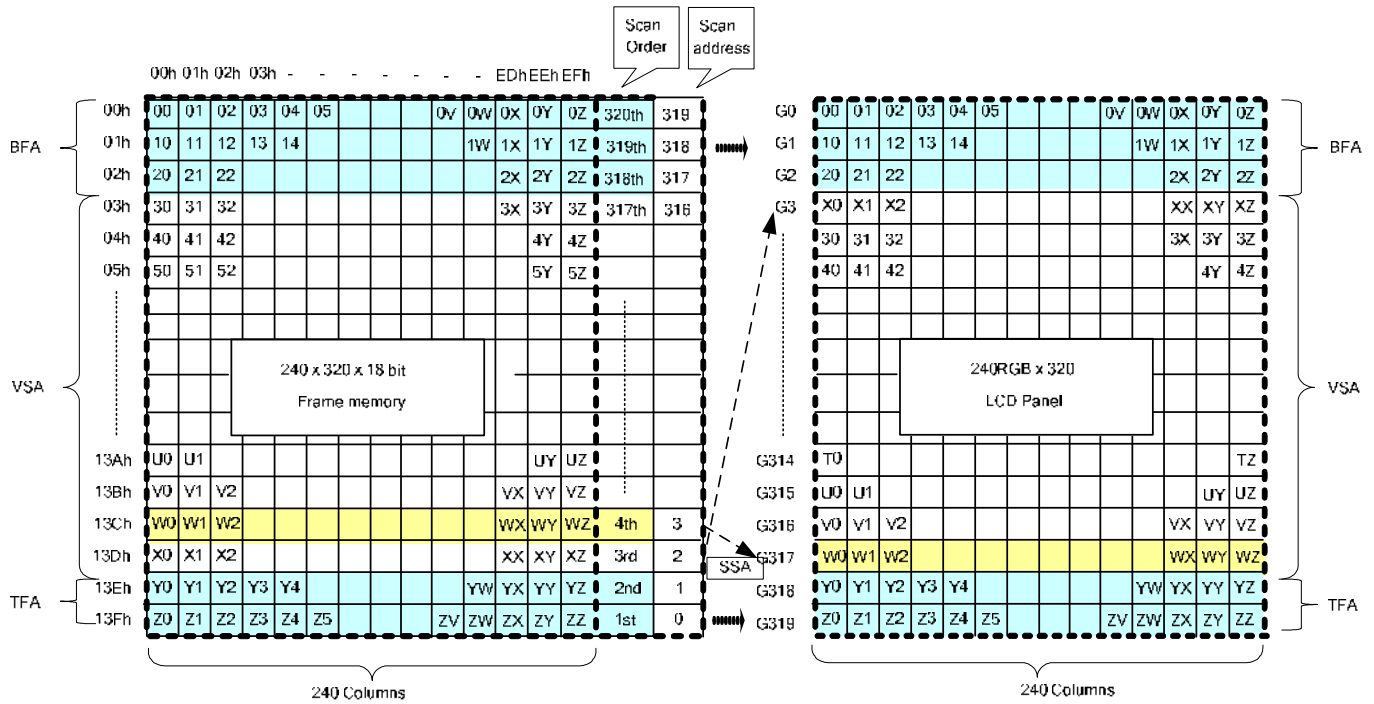 Scan Order
Scan address
00h 01h 02h 03h - - - - - - - EDh EEh EFh
00h 00 01 02 03 04 05 0V 0W 0X 0Y 0Z 320th 319
01h 10 11 12 13 14 1W 1X 1Y 1Z 319th 318
02h 20 21 22 2X 2Y 2Z 318th 317
03h 30 31 32 3X 3Y 3Z 317th 316
04h 40 41 42 4Y 4Z
05h 50 51 52 5Y 5Z
240 x 320 x 18 bit
Frame memory
13Ah U0 U1 UY UZ
13Bh V0 V1 V2 VX VY VZ
13Ch W0 W1 W2 WX WY WZ 4th 3
13Dh X0 X1 X2 XX XY XZ 3rd 2
13Eh Y0 Y1 Y2 Y3 Y4 YW YX YY YZ 2nd 1
13Fh Z0 Z1 Z2 Z3 Z4 Z5 ZV ZW ZX ZY ZZ 1st 0
BFA
VSA
TFA
240 Columns
SSA
G0 00 01 02 03 04 05 0V 0W 0X 0Y 0Z
G1 10 11 12 13 14 1W 1X 1Y 1Z
G2 20 21 22 2X 2Y 2Z
G3 X0 X1 X2 XX XY XZ
30 31 32 3X 3Y 3Z
40 41 42 4Y 4Z
240RGB x 320
LCD Panel
G314 T0 TZ
G315 U0 U1 UY UZ
G316 V0 V1 V2 VX VY VZ
G317 W0 W1 W2 WX WY WZ
G318 Y0 Y1 Y2 Y3 Y4 YW YX YY YZ
G319 Z0 Z1 Z2 Z3 Z4 Z5 ZV ZW ZX ZY ZZ
BFA
VSA
TFA
240 Columns